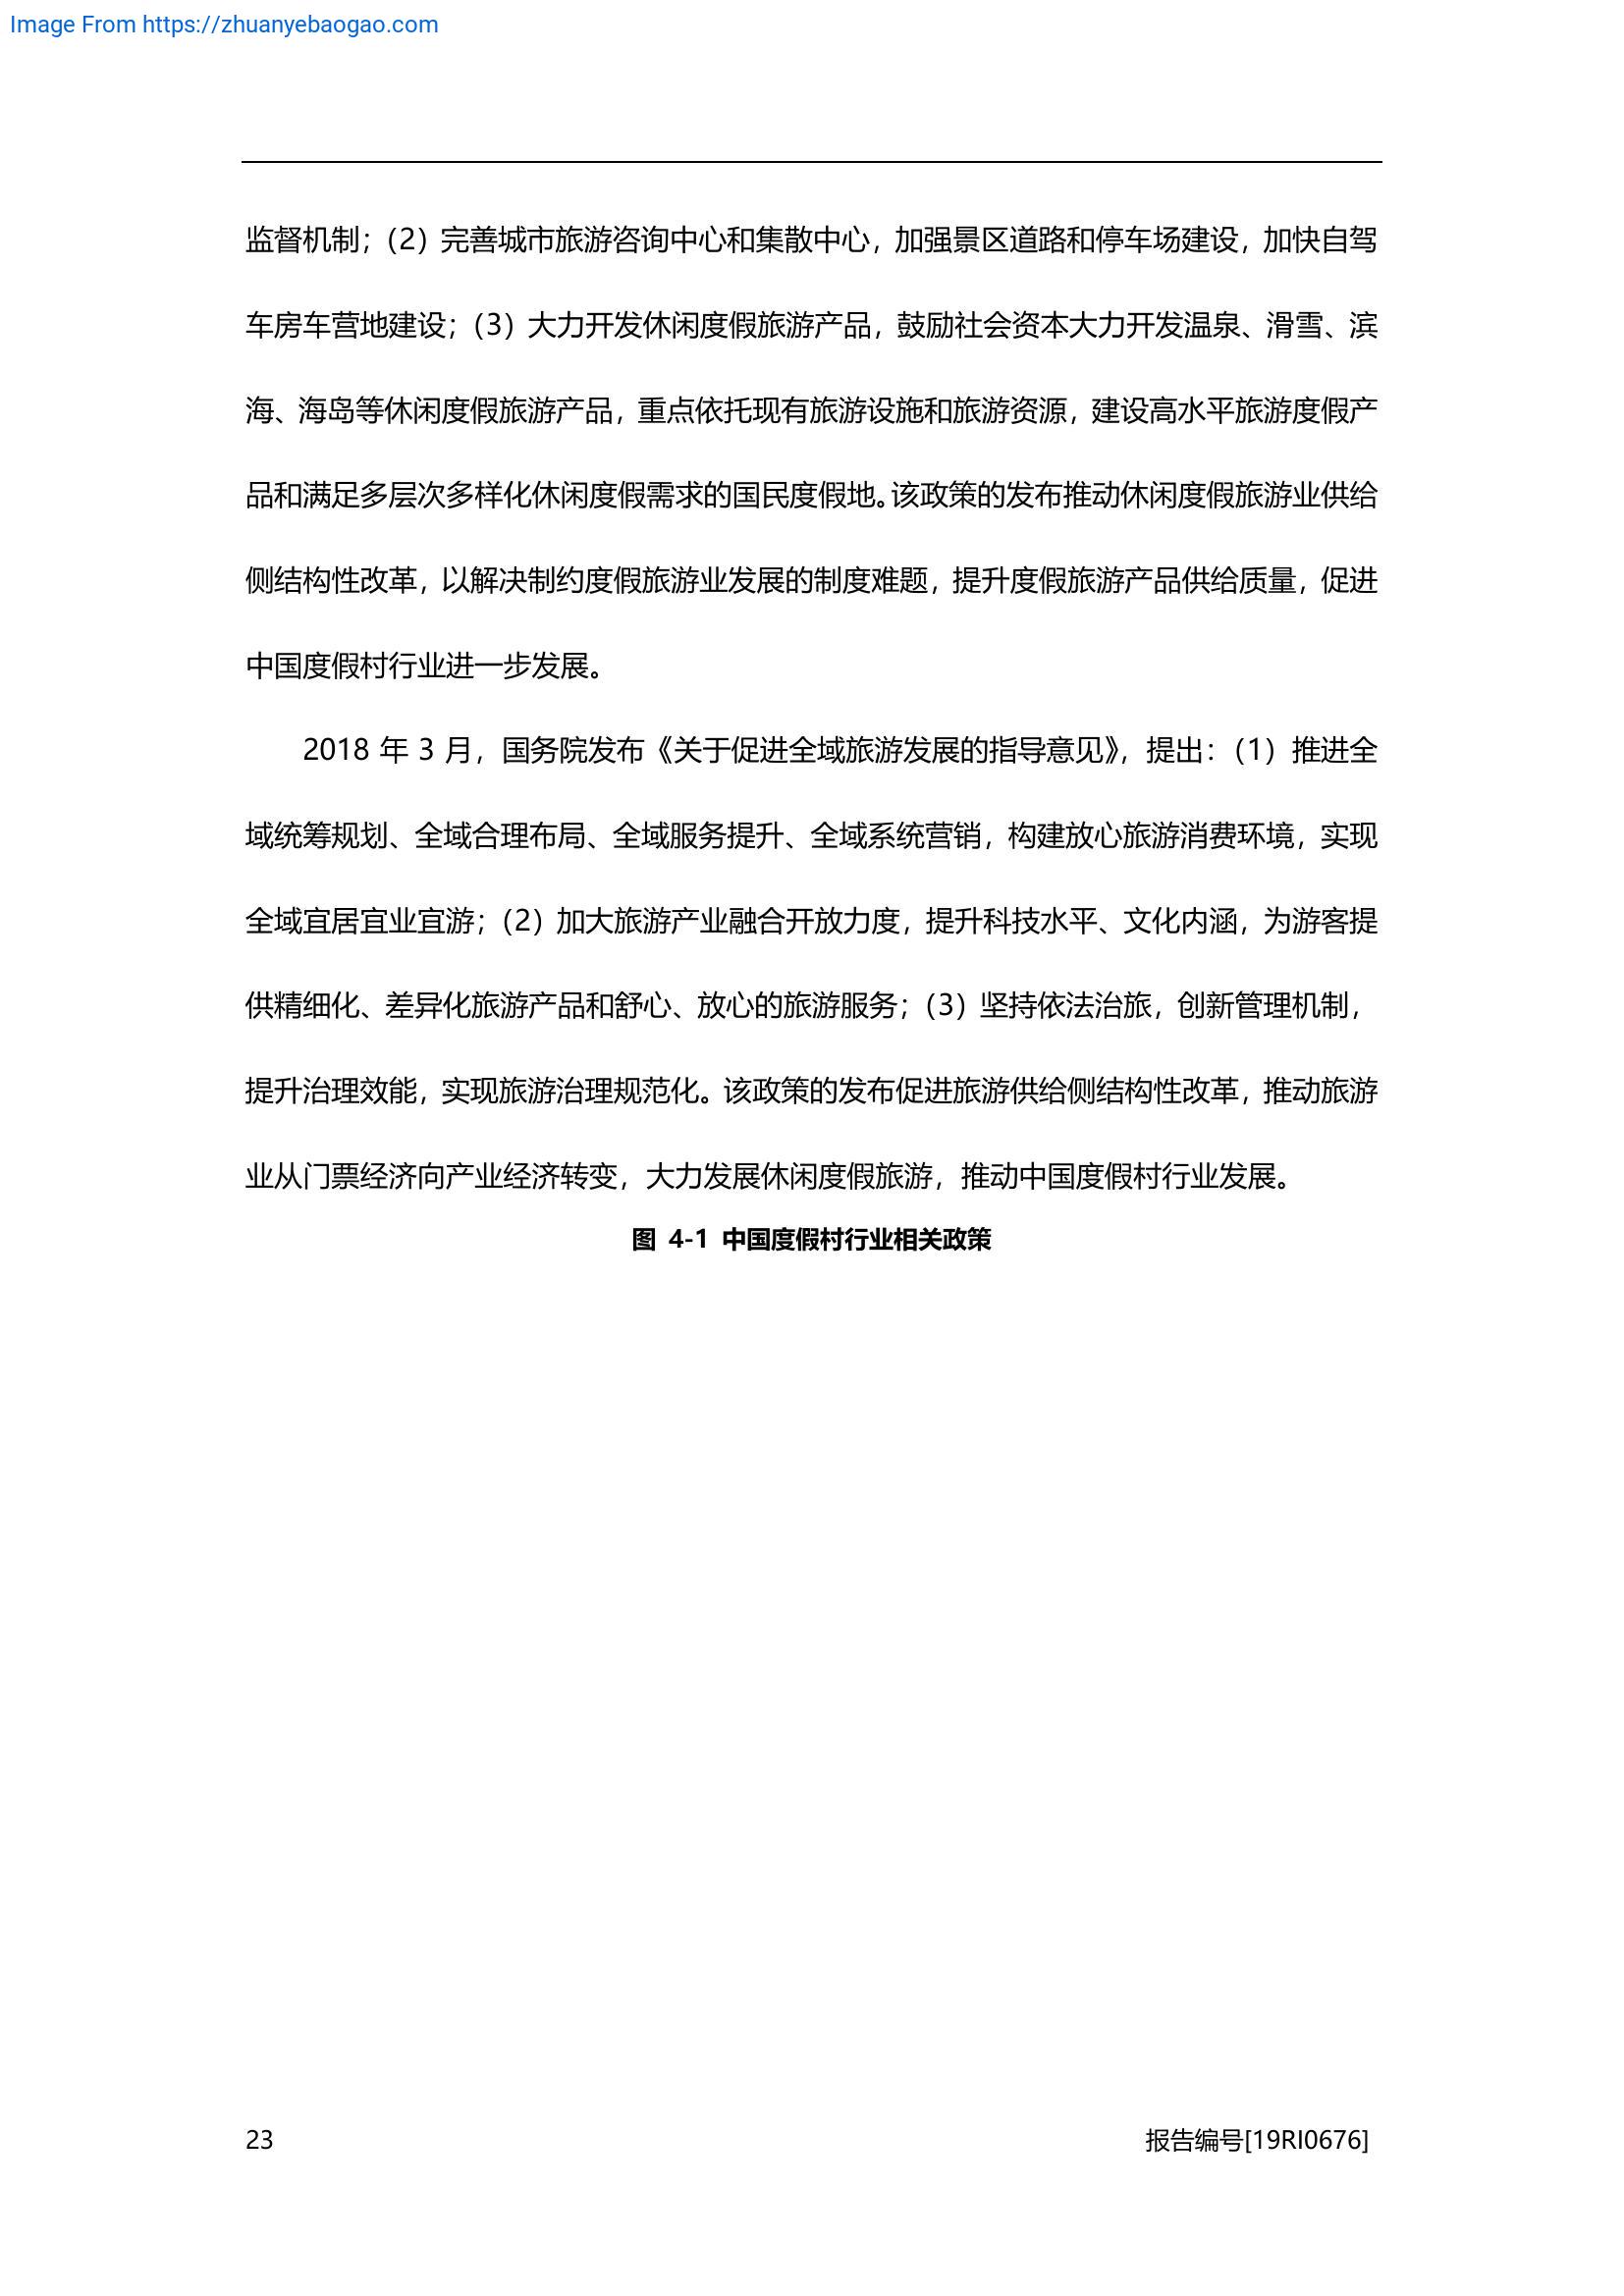 Image From https://zhuanyebaogao.com
监督机制；（2）完善城市旅游咨询中心和集散中心，加强景区道路和停车场建设，加快自驾
车房车营地建设；（3）大力开发休闲度假旅游产品，鼓励社会资本大力开发温泉、滑雪、滨
海、海岛等休闲度假旅游产品，重点依托现有旅游设施和旅游资源，建设高水平旅游度假产
品和满足多层次多样化休闲度假需求的国民度假地。该政策的发布推动休闲度假旅游业供给
侧结构性改革，以解决制约度假旅游业发展的制度难题，提升度假旅游产品供给质量，促进
中国度假村行业进一步发展。
2018 年 3 月，国务院发布《关于促进全域旅游发展的指导意见》，提出：（1）推进全
域统筹规划、全域合理布局、全域服务提升、全域系统营销，构建放心旅游消费环境，实现
全域宜居宜业宜游；（2）加大旅游产业融合开放力度，提升科技水平、文化内涵，为游客提
供精细化、差异化旅游产品和舒心、放心的旅游服务；（3）坚持依法治旅，创新管理机制，
提升治理效能，实现旅游治理规范化。该政策的发布促进旅游供给侧结构性改革，推动旅游
业从门票经济向产业经济转变，大力发展休闲度假旅游，推动中国度假村行业发展。
图 4-1 中国度假村行业相关政策
23 报告编号[19RI0676]